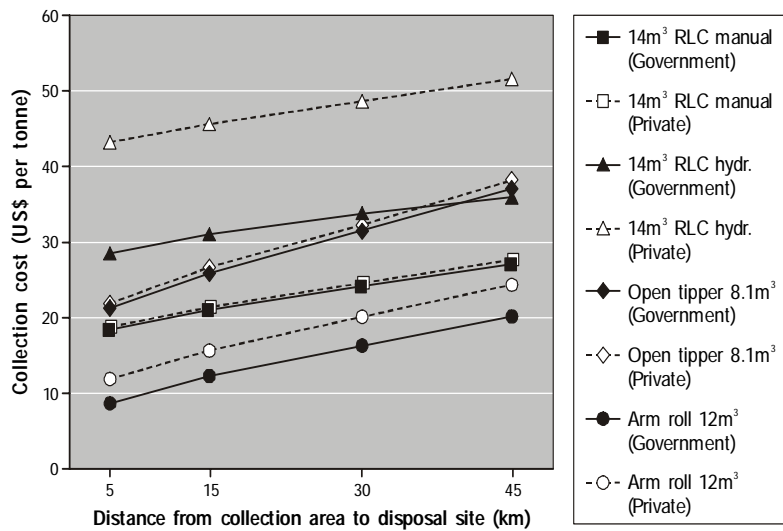 60
50
40
30
20
10
0
Collection cost (US$ per tonne)
5 15 30 45
Distance from collection area to disposal site (km)
14m³ RLC manual
(Government)
14m³ RLC manual
(Private)
14m³ RLC hydr.
(Government)
14m³ RLC hydr.
(Private)
Open tipper 8.1m³
(Government)
Open tipper 8.1m³
(Private)
Arm roll 12m³
(Government)
Arm roll 12m³
(Private)